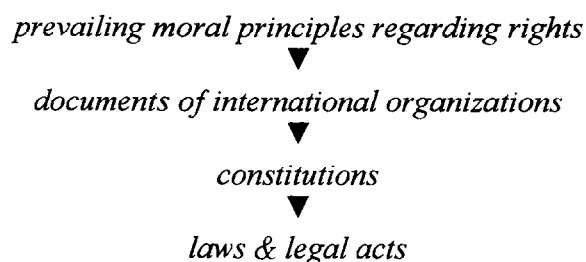 prevailing moral principles regarding rights
documents of international organizations
constitutions
laws & legal acts